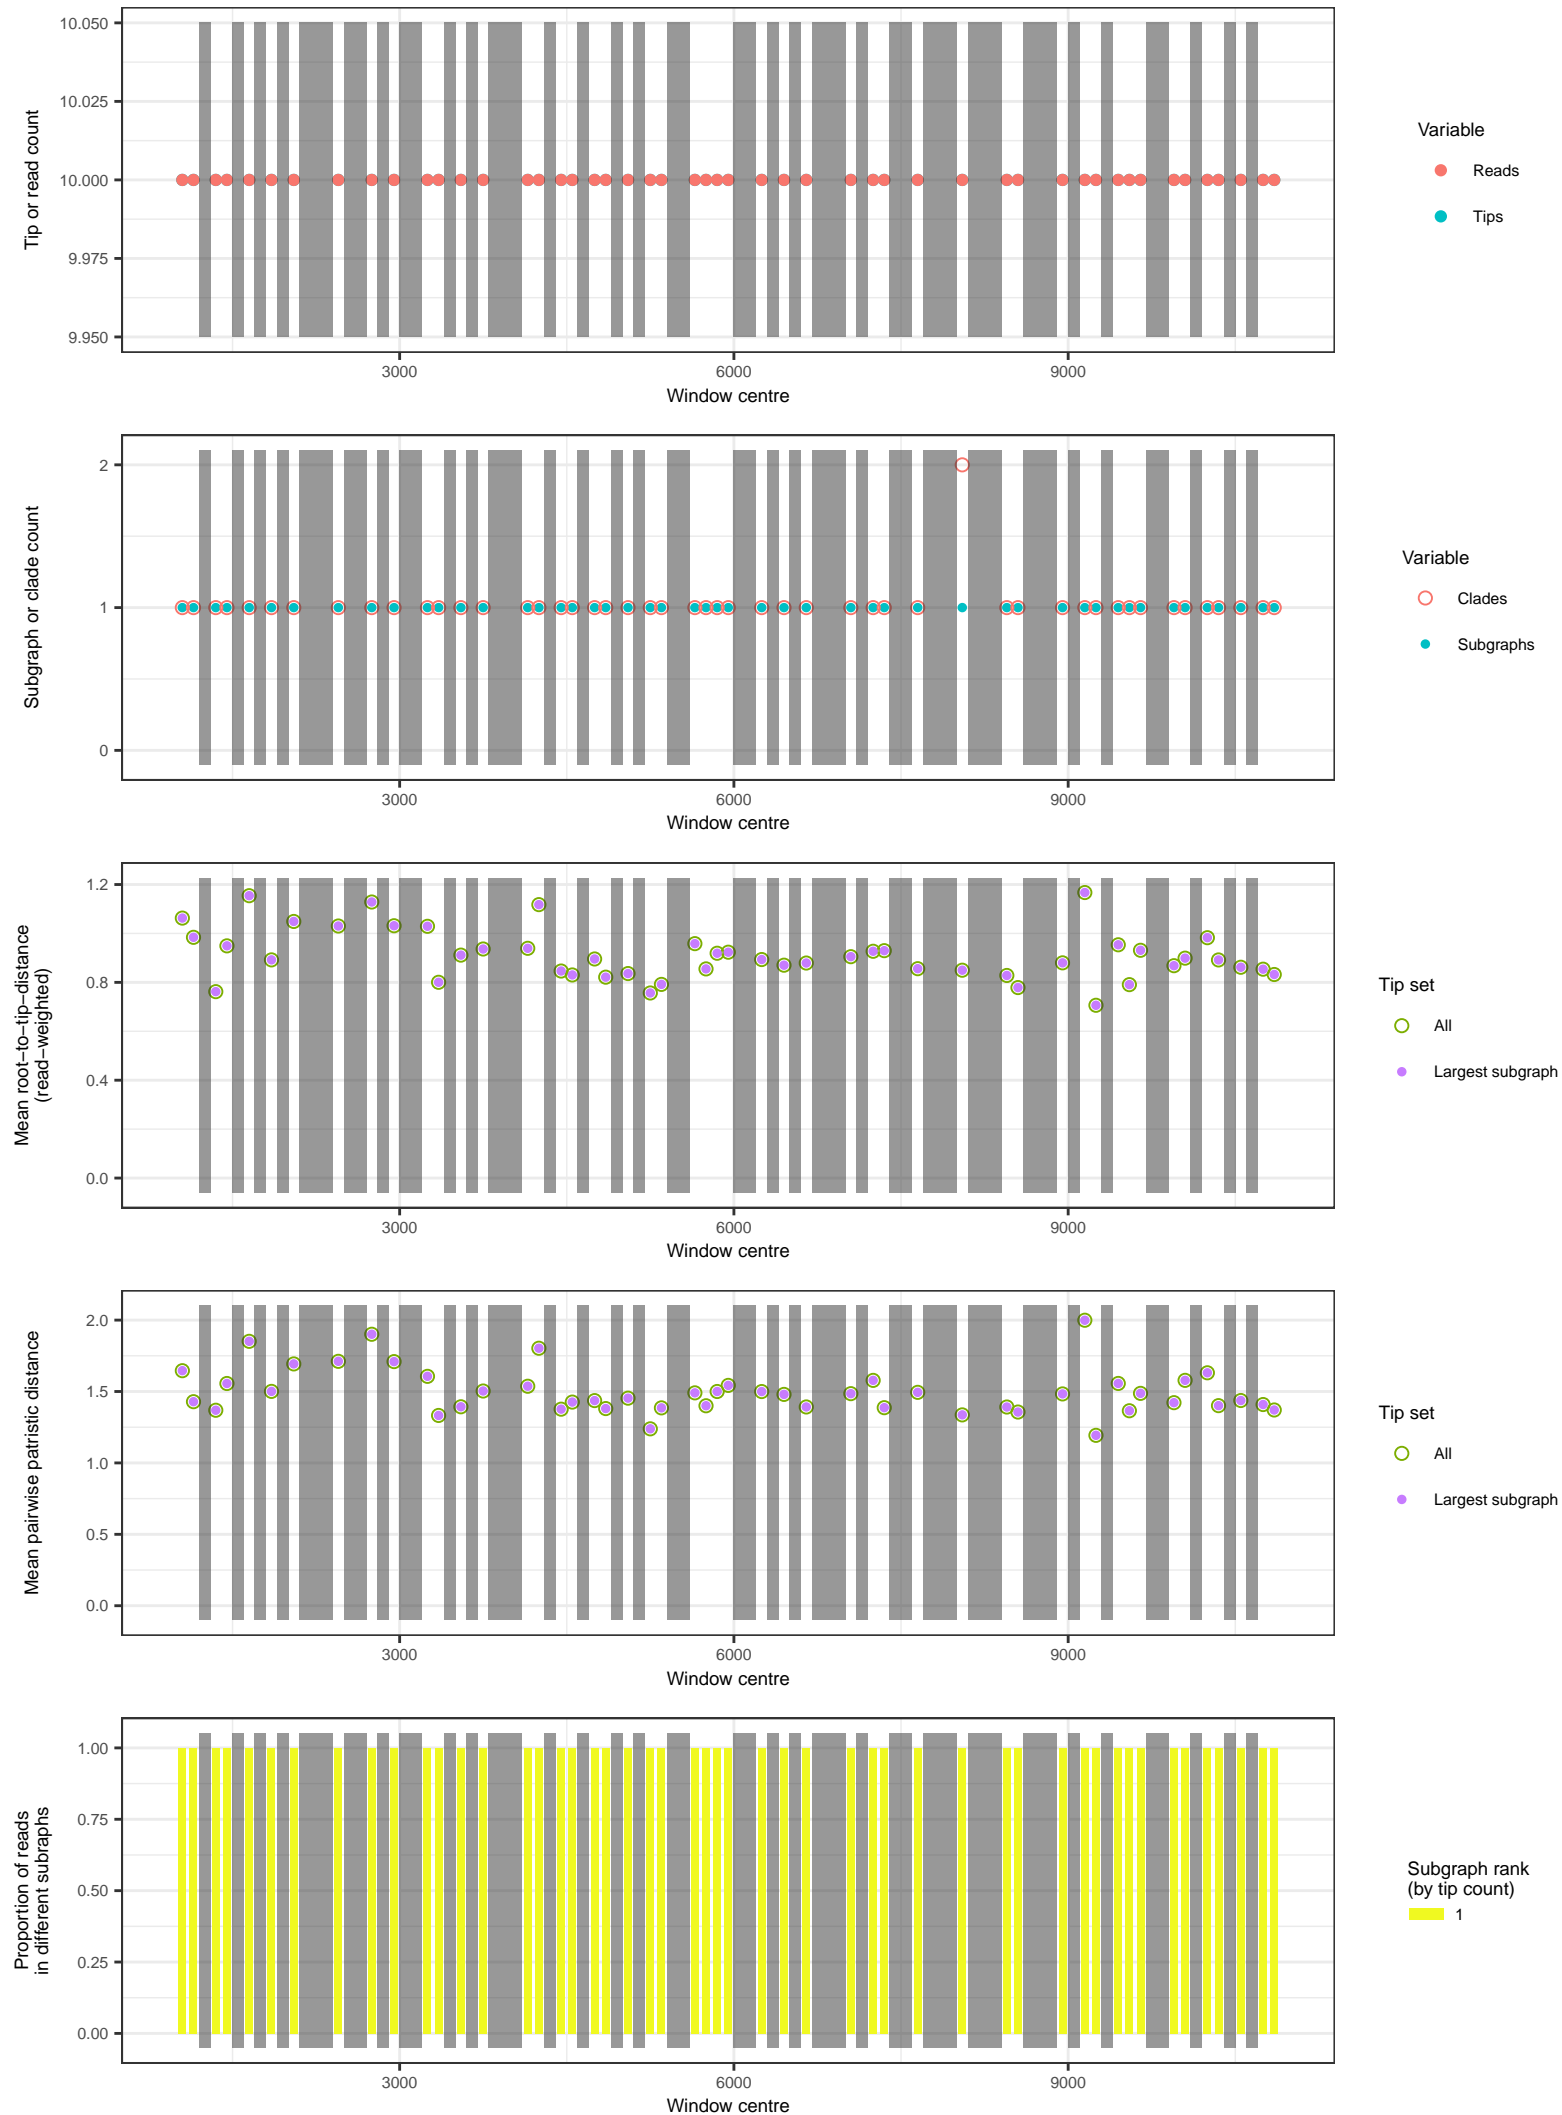 10.050
10.025
10.000
9.975
9.950
Tip or read count
3000
6000
9000
Window centre
Variable
Reads
Tips
2
1
0
Subgraph or clade count
3000
6000
9000
Window centre
Variable
Clades
Subgraphs
1.2
0.8
0.4
0.0
Mean root−to−tip−distance
(read−weighted)
3000
6000
9000
Window centre
Tip set
All
Largest subgraph
2.0
1.5
1.0
0.5
0.0
Mean pairwise patristic distance
3000
6000
9000
Window centre
Tip set
All
Largest subgraph
1.00
0.75
0.50
0.25
0.00
Proportion of reads
in different subraphs
3000
6000
9000
Window centre
Subgraph rank
(by tip count)
1